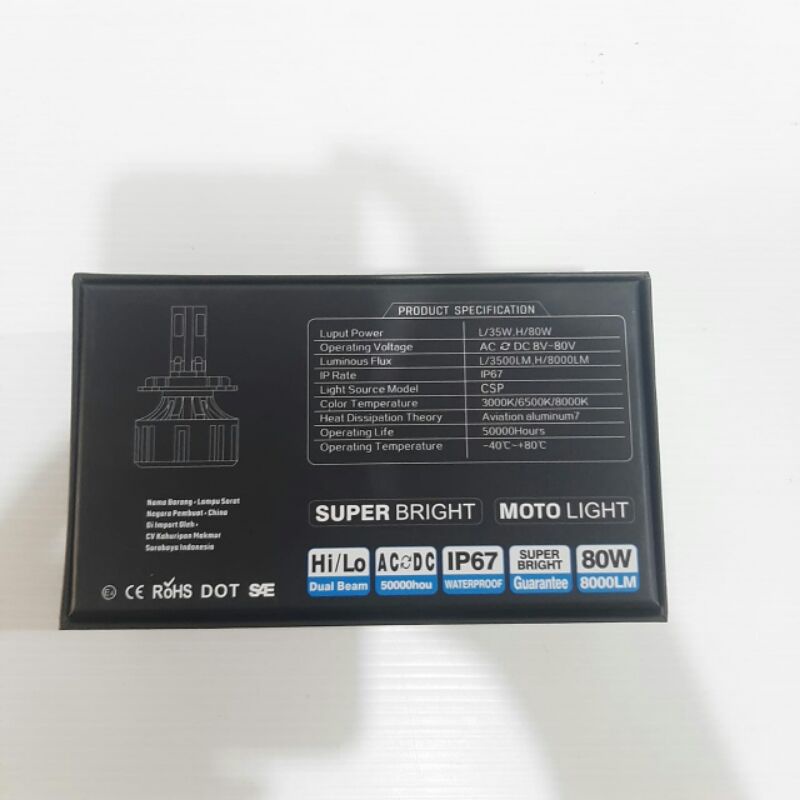 PRODUCT SPECIFICATION
Luput Power L/35W,H/80W
Operating Voltage AC DC 8V-80V
Luminous Flux L/3500LM,H/8000LM
IP Rate IP67
Light Source Model CSP
Color Temperature 3000K/6500K/8000K
Heat Dissipation Theory Aviation aluminum7
Operating Life 50000Hours
Operating Temperature -40℃-+80℃
Nama Barang • Lampu Sorot
Negara Pembuat • China
Di Import Oleh •
CV Kahuripan Makmur
Surabaya Indonesia
SUPER BRIGHT MOTO LIGHT
Hi/Lo AC DC IP67 SUPER BRIGHT 80W
Dual Beam 50000hou WATERPROOF Guarantee 8000LM
E4 CE RoHS DOT SAE